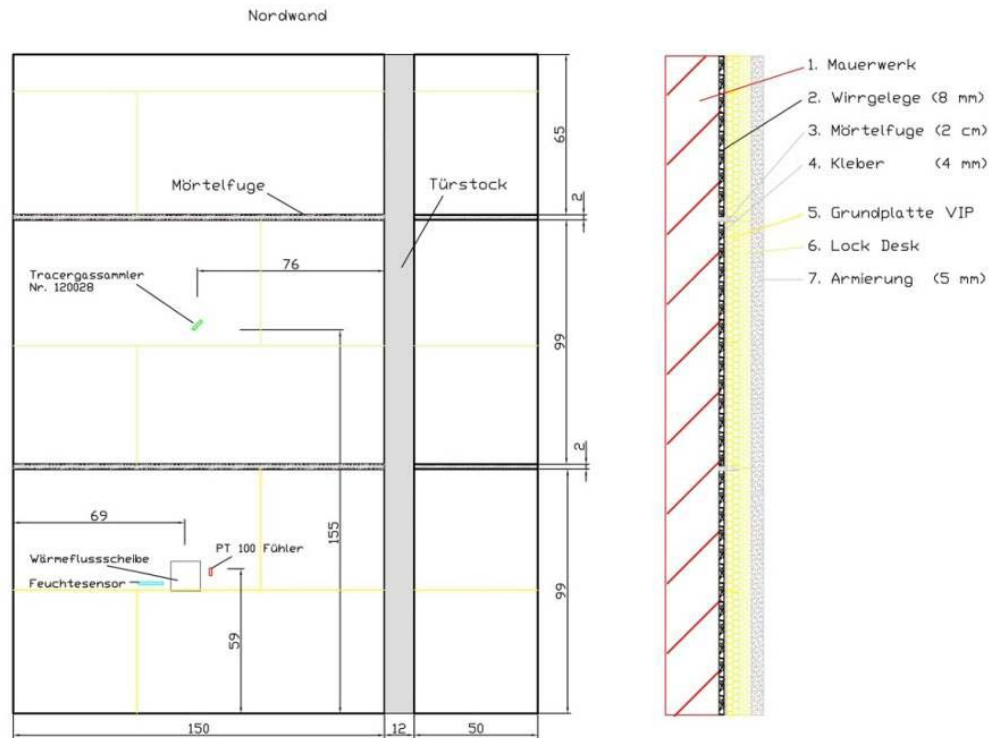 Nordwand
1. Mauerwerk
2. Wirrgelege (8 mm)
3. Mörtelfuge (2 cm)
4. Kleber (4 mm)
5. Grundplatte VIP
6. Lock Desk
7. Armierung (5 mm)
65
Mörtelfuge
Türstock
2
76
Tracergassammler
Nr. 120028
99
2
155
69
PT 100 Fühler
Wärmeflussscheibe
Feuchtesensor
59
99
150
12
50